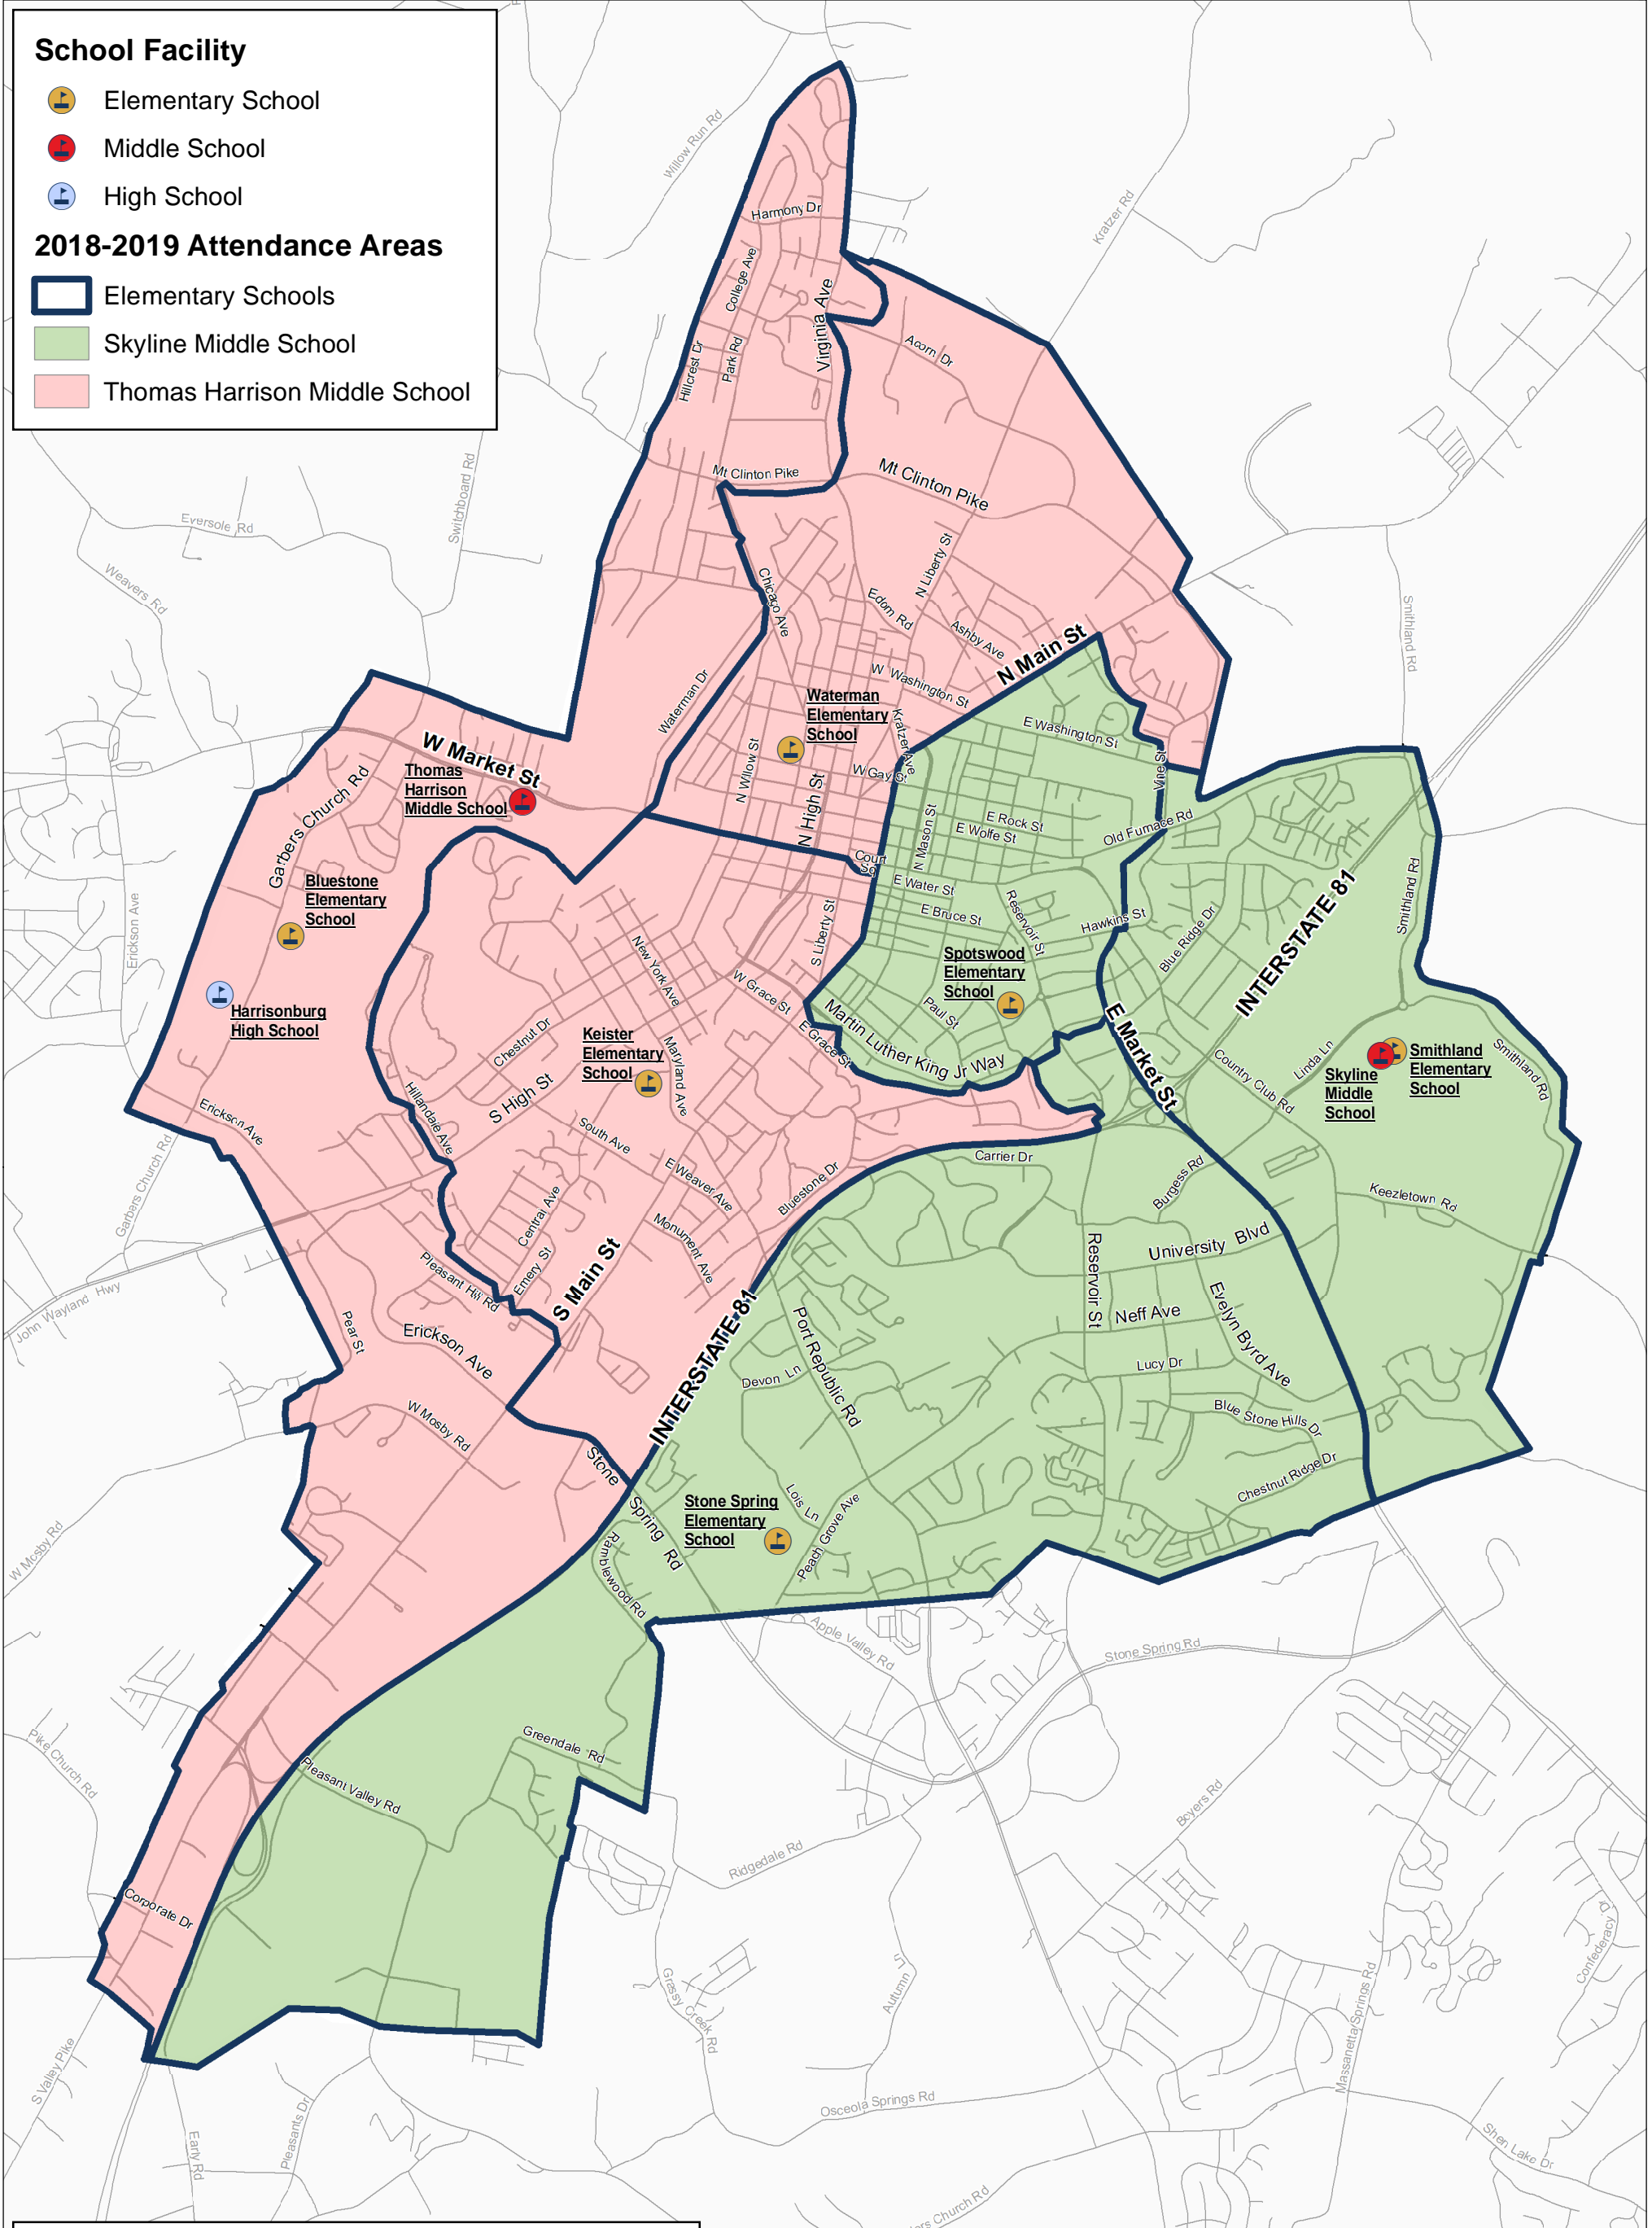 School Facility
Elementary School
Middle School
High School
2018-2019 Attendance Areas
Elementary Schools
Skyline Middle School
Thomas Harrison Middle School
Willow Run Rd
Kratzer Rd
Harmony Dr
College Ave
Virginia Ave
Hillcrest Dr
Park Rd
Acorn Dr
Mt Clinton Pike
Mt Clinton Pike
Switchboard Rd
Eversole Rd
Weavers Rd
Chicago Ave
N Liberty St
Edom Rd
Ashby Ave
N Main St
Smithland Rd
W Washington St
Waterman Dr
Waterman
Elementary
School
Kratzer Ave
E Washington St
W Market St
Thomas
Harrison
Middle School
N Willow St
W Gay St
N High St
Vine St
Garbers Church Rd
N Mason St
E Rock St
E Wolfe St
Old Furnace Rd
Court
Sq
Bluestone
Elementary
School
E Water St
E Bruce St
Reservoir St
Hawkins St
Blue Ridge Dr
INTERSTATE 81
Smithland Rd
Erickson Ave
S Liberty St
New York Ave
W Grace St
Spotswood
Elementary
School
Paul St
Harrisonburg
High School
Martin Luther King Jr Way
E Grace St
E Market St
Chestnut Dr
Keister
Elementary
School
Maryland Ave
Country Club Rd
Linda Ln
Skyline
Middle
School
Smithland
Elementary
School
Smithland Rd
Hillandale Ave
S High St
South Ave
Erickson Ave
Garbers Church Rd
E Weaver Ave
Bluestone Dr
Carrier Dr
Burgess Rd
Keezletown Rd
Central Ave
Monument Ave
Reservoir St
University Blvd
Pleasant Hill Rd
Emery St
S Main St
John Wayland Hwy
Pear St
Erickson Ave
INTERSTATE 81
Port Republic Rd
Neff Ave
Evelyn Byrd Ave
Devon Ln
Lucy Dr
W Mosby Rd
Blue Stone Hills Dr
Chestnut Ridge Dr
Stone Spring Rd
Stone Spring
Elementary
School
Lois Ln
Peach Grove Ave
W Mosby Rd
Ramblewood Rd
Apple Valley Rd
Stone Spring Rd
Greendale Rd
Pike Church Rd
Pleasant Valley Rd
Boyers Rd
Ridgedale Rd
Corporate Dr
Confederacy Dr
Autumn Ln
Grassy Creek Rd
Massanetta Springs Rd
S Valley Pike
Pleasants Dr
Osceola Springs Rd
Early Rd
Shen Lake Dr
Church Rd